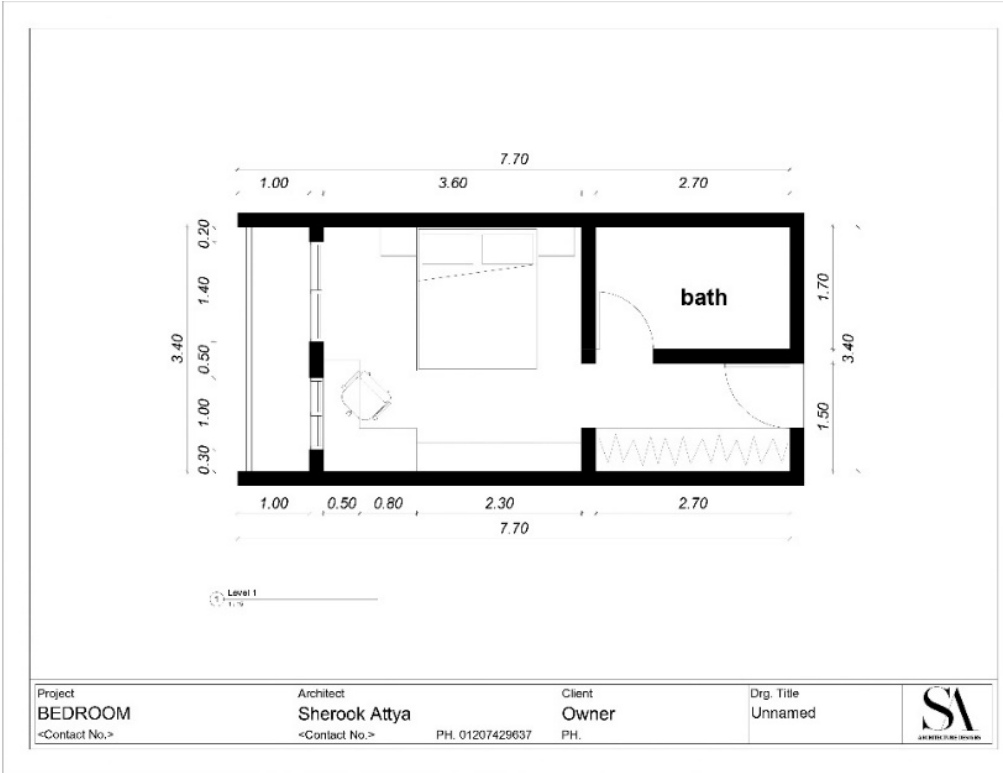 7.70
1.00 3.60 2.70
0.20
1.40
0.50
1.00
0.30
3.40
bath
1.70
1.50
3.40
1.00 0.50 0.80 2.30 2.70
7.70
1 Level 1
Project
BEDROOM
<Contact No.>
Architect
Sherook Attya
<Contact No.> PH. 01207429637
Client
Owner
PH.
Drg. Title
Unnamed
SA
ARCHITECTURE DESIGNS